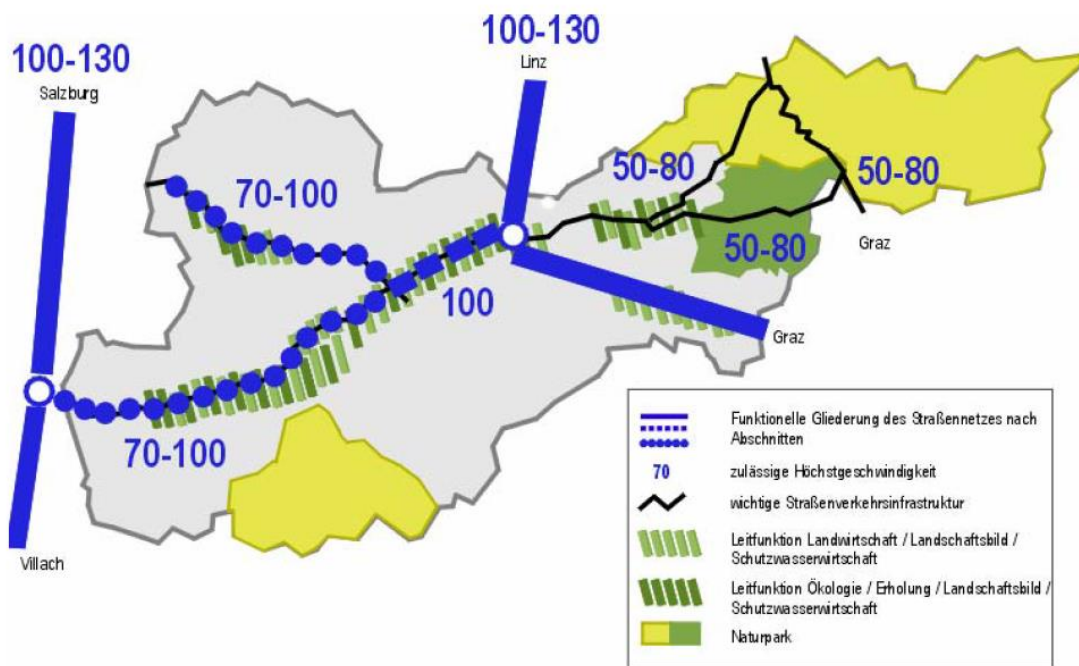 100-130
Salzburg
100-130
Linz
50-80
50-80
70-100
Graz
50-80
100
Graz
70-100
Villach
Funktionelle Gliederung des Straßennetzes nach
Abschnitten
70
zulässige Höchstgeschwindigkeit
wichtige Straßenverkehrsinfrastruktur
Leitfunktion Landwirtschaft / Landschaftsbild /
Schutzwasserwirtschaft
Leitfunktion Ökologie / Erholung / Landschaftsbild /
Schutzwasserwirtschaft
Naturpark